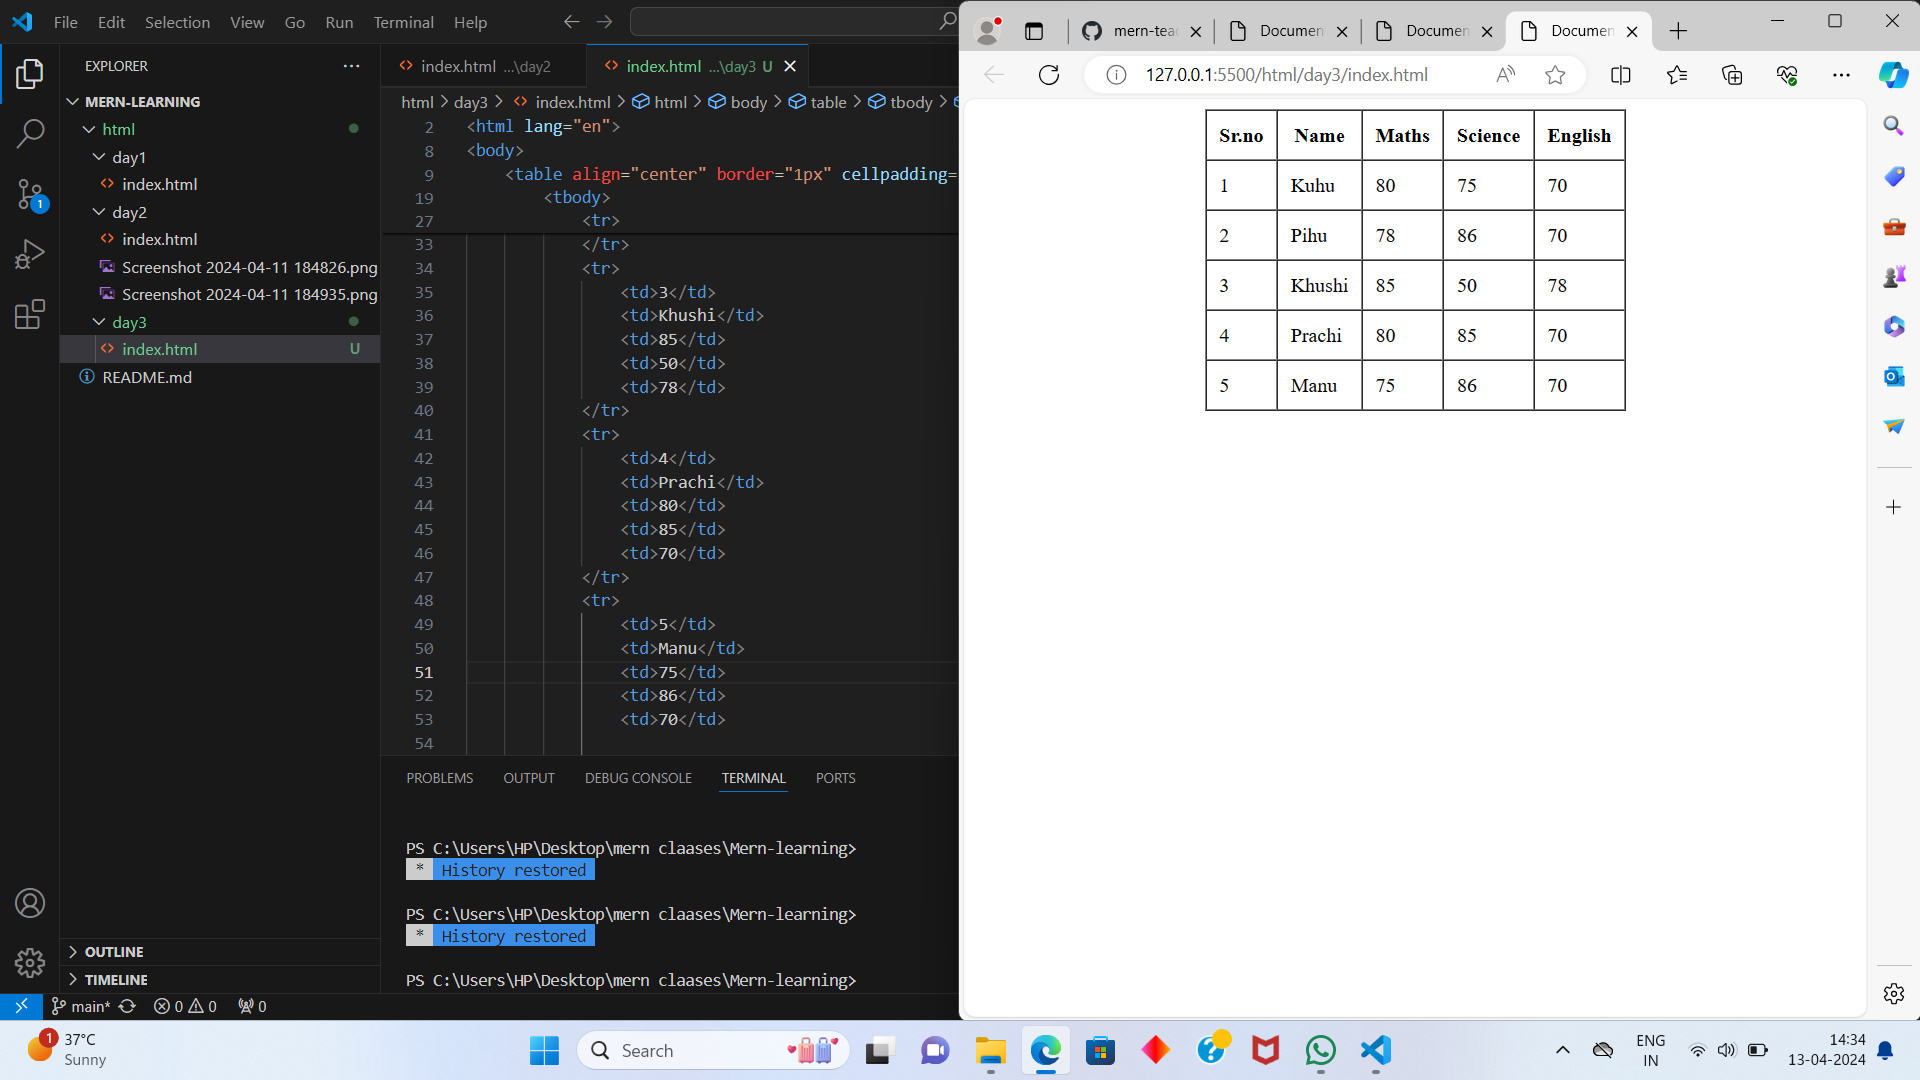 File Edit Selection View Go Run Terminal Help
EXPLORER
MERN-LEARNING
html
day1
index.html
day2
index.html
Screenshot 2024-04-11 184826.png
Screenshot 2024-04-11 184935.png
day3
index.html U
README.md
OUTLINE
TIMELINE
1
index.html ...\day2
index.html ...\day3 U
html > day3 > index.html > html > body > table > tbody >
2 <html lang="en">
8 <body>
9 <table align="center" border="1px" cellpadding=
19 <tbody>
27 <tr>
33 </tr>
34 <tr>
35 <td>3</td>
36 <td>Khushi</td>
37 <td>85</td>
38 <td>50</td>
39 <td>78</td>
40 </tr>
41 <tr>
42 <td>4</td>
43 <td>Prachi</td>
44 <td>80</td>
45 <td>85</td>
46 <td>70</td>
47 </tr>
48 <tr>
49 <td>5</td>
50 <td>Manu</td>
51 <td>75</td>
52 <td>86</td>
53 <td>70</td>
54
PROBLEMS OUTPUT DEBUG CONSOLE TERMINAL PORTS
PS C:\Users\HP\Desktop\mern claases\Mern-learning>
* History restored
PS C:\Users\HP\Desktop\mern claases\Mern-learning>
* History restored
PS C:\Users\HP\Desktop\mern claases\Mern-learning>
main* 0 0 0
mern-teac Documen Documen Documen
127.0.0.1:5500/html/day3/index.html
Sr.no Name Maths Science English
1 Kuhu 80 75 70
2 Pihu 78 86 70
3 Khushi 85 50 78
4 Prachi 80 85 70
5 Manu 75 86 70
1
37°C
Sunny
Search
ENG
IN
14:34
13-04-2024